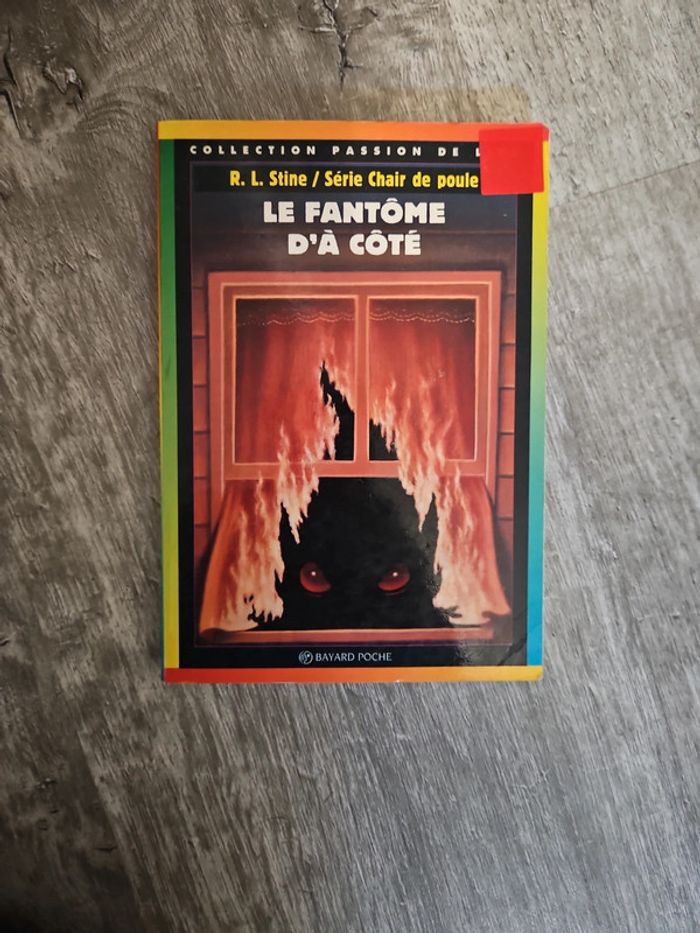 COLLECTION PASSION DE
R. L. Stine / Série Chair de poule
LE FANTÔME
D'À CÔTÉ
BAYARD POCHE